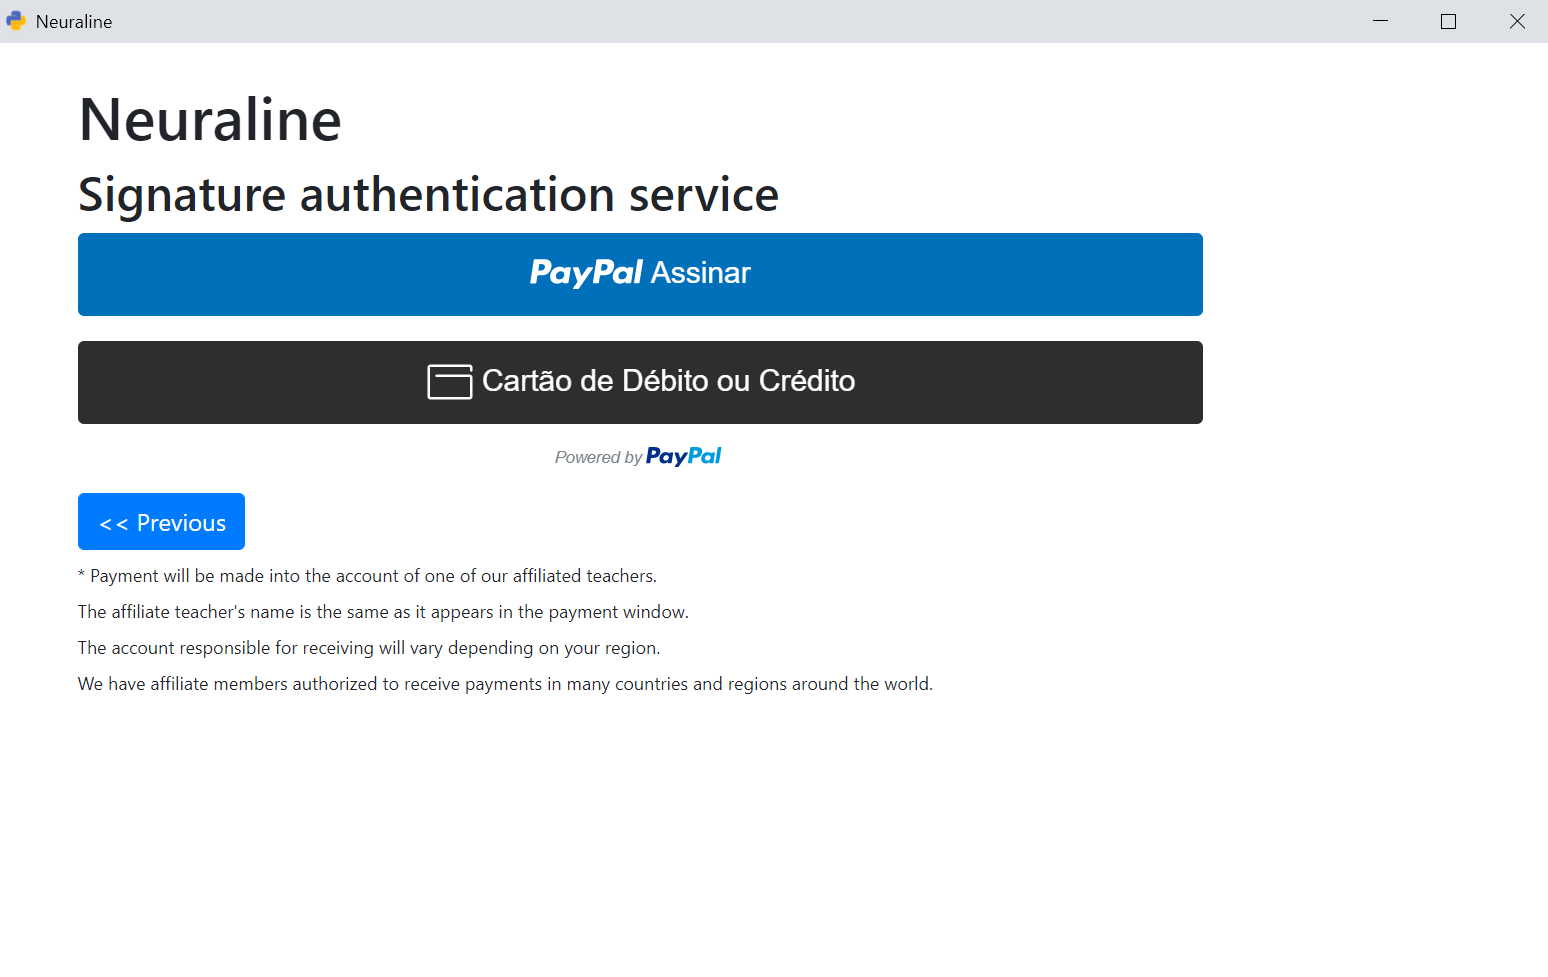 Neuraline
Neuraline
Signature authentication service
PayPal Assinar
Cartão de Débito ou Crédito
Powered by PayPal
<< Previous
* Payment will be made into the account of one of our affiliated teachers.
The affiliate teacher's name is the same as it appears in the payment window.
The account responsible for receiving will vary depending on your region.
We have affiliate members authorized to receive payments in many countries and regions around the world.